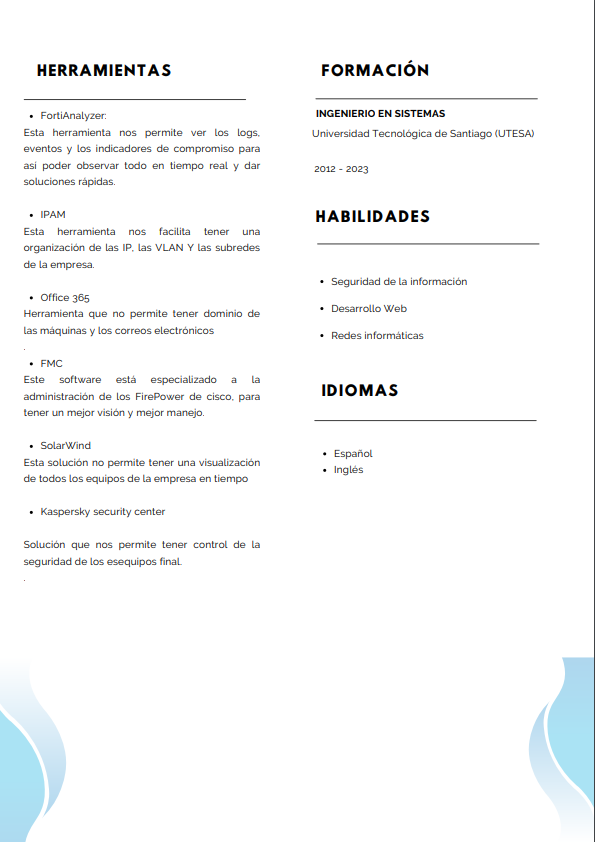 HERRAMIENTAS
• FortiAnalyzer:
Esta herramienta nos permite ver los logs,
eventos y los indicadores de compromiso para
asi poder observar todo en tiempo real y dar
soluciones rápidas.
• IPAM
Esta herramienta nos facilita tener una
organización de las IP, las VLAN Y las subredes
de la empresa.
• Office 365
Herramienta que no permite tener dominio de
las máquinas y los correos electrónicos
.
• FMC
Este software está especializado a la
administración de los FirePower de cisco, para
tener un mejor visión y mejor manejo.
• SolarWind
Esta solución no permite tener una visualización
de todos los equipos de la empresa en tiempo
• Kaspersky security center
Solución que nos permite tener control de la
seguridad de los esequipos final.
.
FORMACIÓN
INGENIERIO EN SISTEMAS
Universidad Tecnológica de Santiago (UTESA)
2012 - 2023
HABILIDADES
• Seguridad de la información
• Desarrollo Web
• Redes informáticas
IDIOMAS
• Español
• Inglés